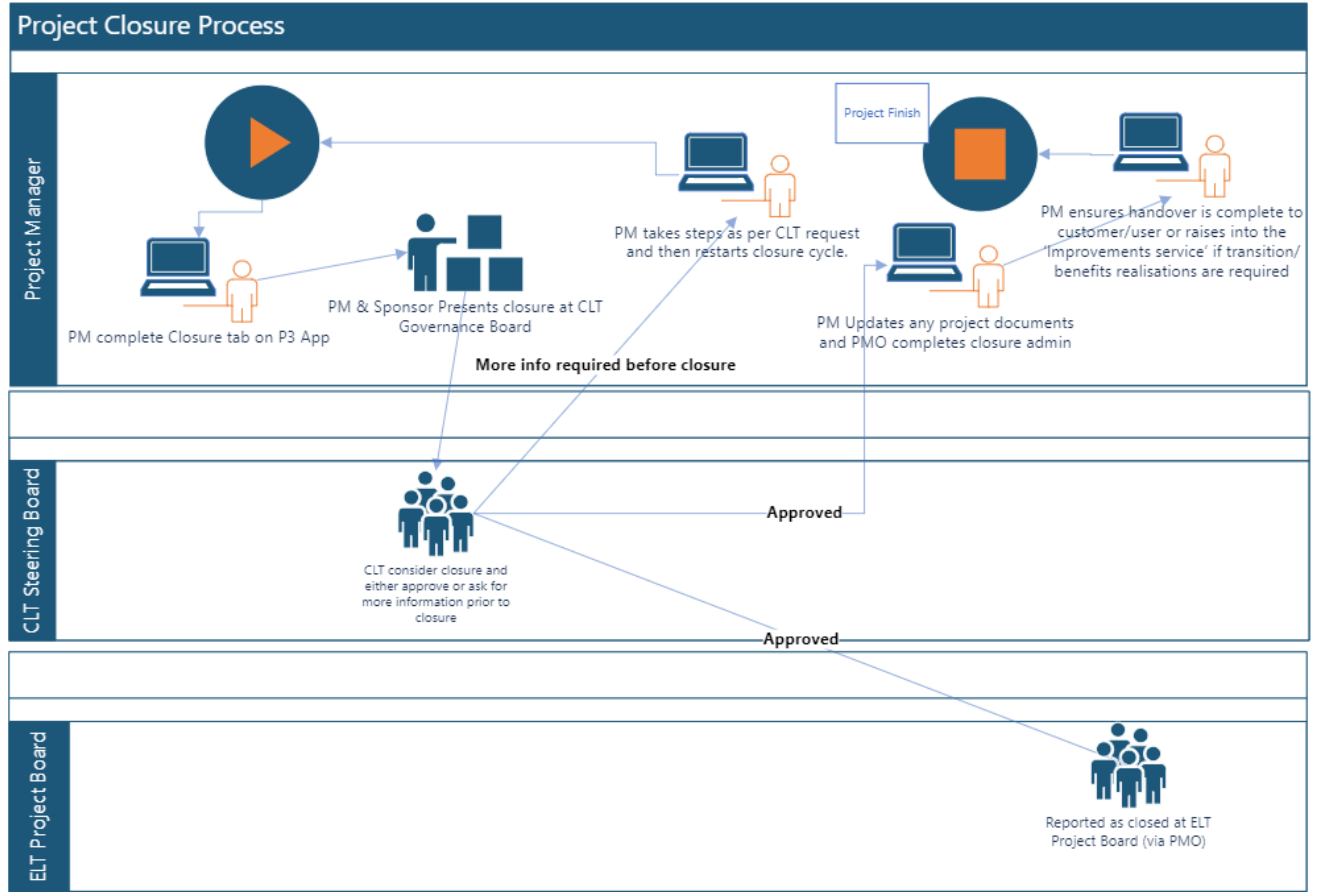 Project Closure Process
Project Manager
Project Finish
PM takes steps as per CLT request
and then restarts closure cycle.
PM ensures handover is complete to
customer/user or raises into the
'Improvements service' if transition/
benefits realisations are required
PM complete Closure tab on P3 App
PM & Sponsor Presents closure at CLT
Governance Board
PM Updates any project documents
and PMO completes closure admin
More info required before closure
CLT Steering Board
Approved
CLT consider closure and
either approve or ask for
more information prior to
closure
Approved
ELT Project Board
Reported as closed at ELT
Project Board (via PMO)